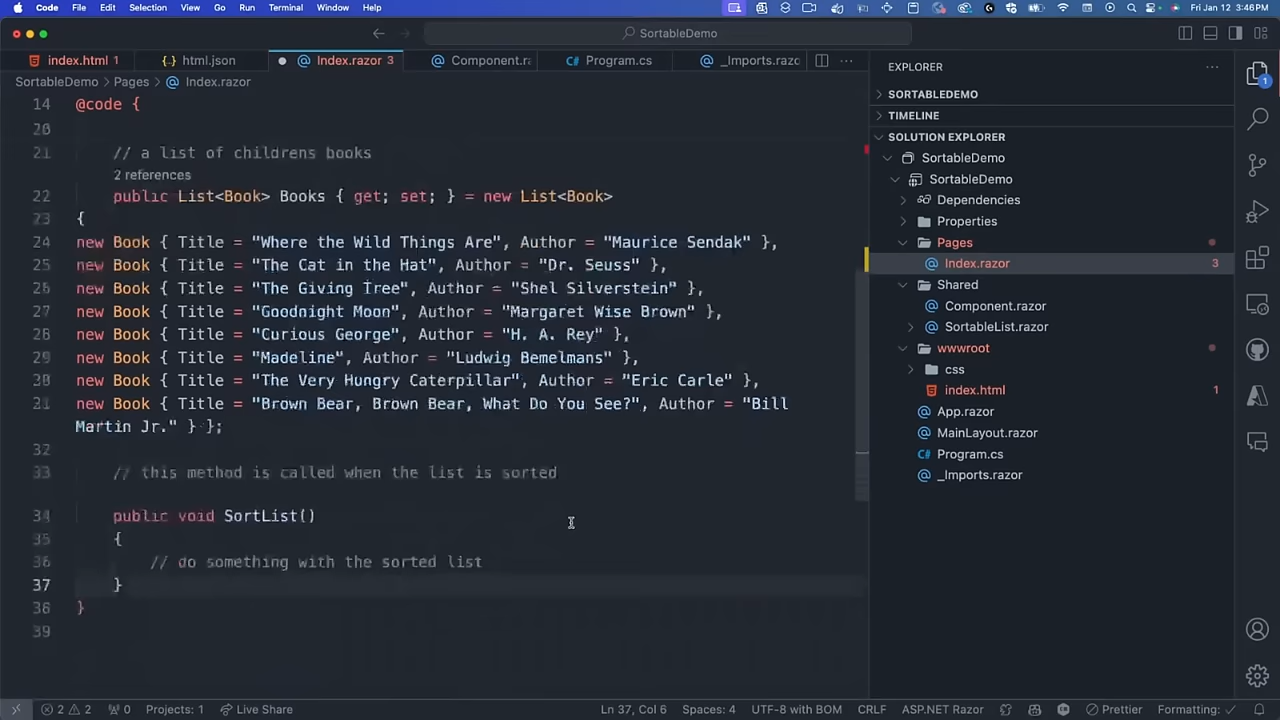 Code File Edit Selection View Go Run Terminal Window Help Fri Jan 12 3:46 PM
SortableDemo
index.html 1 html.json Index.razor 3 Component.ra Program.cs _Imports.razo
SortableDemo > Pages > Index.razor
14 @code {
20
21 // a list of childrens books
2 references
22 public List<Book> Books { get; set; } = new List<Book>
23 {
24 new Book { Title = "Where the Wild Things Are", Author = "Maurice Sendak" },
25 new Book { Title = "The Cat in the Hat", Author = "Dr. Seuss" },
26 new Book { Title = "The Giving Tree", Author = "Shel Silverstein" },
27 new Book { Title = "Goodnight Moon", Author = "Margaret Wise Brown" },
28 new Book { Title = "Curious George", Author = "H. A. Rey" },
29 new Book { Title = "Madeline", Author = "Ludwig Bemelmans" },
30 new Book { Title = "The Very Hungry Caterpillar", Author = "Eric Carle" },
new Book { Title = "Brown Bear, Brown Bear, What Do You See?", Author = "Bill
Martin Jr." } };
32
33 // this method is called when the list is sorted
34 public void SortList()
35 {
36 // do something with the sorted list
37 }
38 }
39
EXPLORER
SORTABLEDEMO
TIMELINE
SOLUTION EXPLORER
SortableDemo
SortableDemo
Dependencies
Properties
Pages
Index.razor 3
Shared
Component.razor
SortableList.razor
wwwroot
css
index.html 1
App.razor
MainLayout.razor
Program.cs
_Imports.razor
1
2 2 0 Projects: 1 Live Share Ln 37, Col 6 Spaces: 4 UTF-8 with BOM CRLF ASP.NET Razor Prettier Formatting: ✓